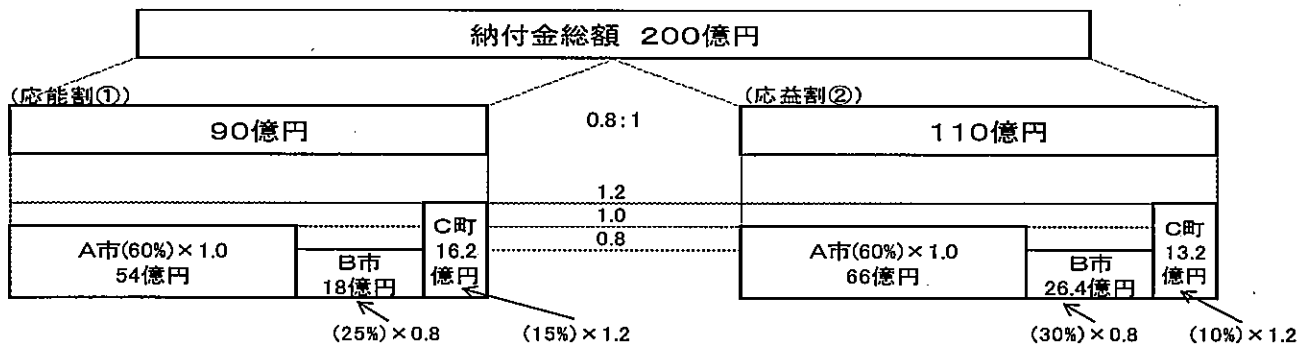 納付金総額 200億円
(応能割①)
90億円
0.8:1
(応益割②)
110億円
1.2
1.0
0.8
A市(60%)×1.0
54億円
B市
18億円
C町
16.2
億円
(25%)×0.8
(15%)×1.2
A市(60%)×1.0
66億円
B市
26.4億円
C町
13.2
億円
(30%)×0.8
(10%)×1.2